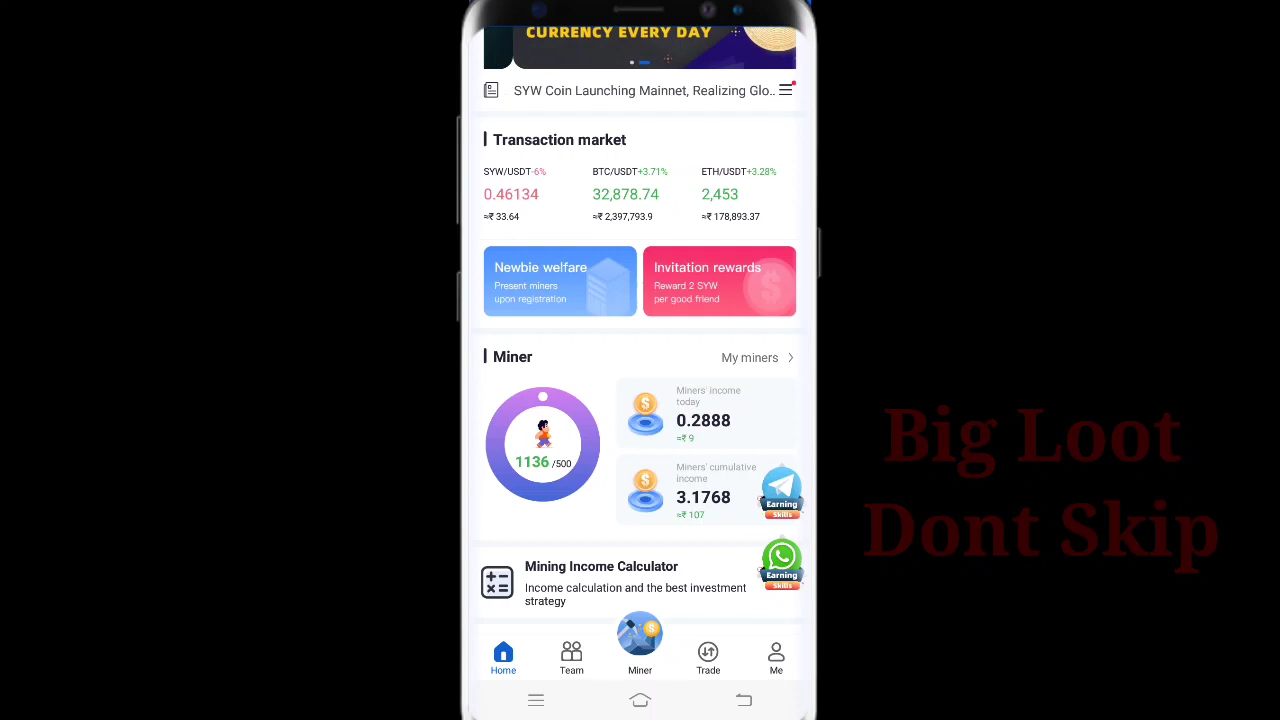 CURRENCY EVERY DAY
SYW Coin Launching Mainnet, Realizing Glo..
Transaction market
SYW/USDT-6%
BTC/USDT+3.71%
ETH/USDT+3.28%
0.46134
32,878.74
2,453
≈₹ 33.64
≈₹ 2,397,793.9
≈₹ 178,893.37
Newbie welfare
Present miners
upon registration
Invitation rewards
Reward 2 SYW
per good friend
Miner
My miners
1136 /500
Miners' income
today
0.2888
≈₹ 9
Miners' cumulative
income
3.1768
≈₹ 107
Earning
Skills
Earning
Skills
Mining Income Calculator
Income calculation and the best investment
strategy
Home
Team
Miner
Trade
Me
Big Loot
Dont Skip